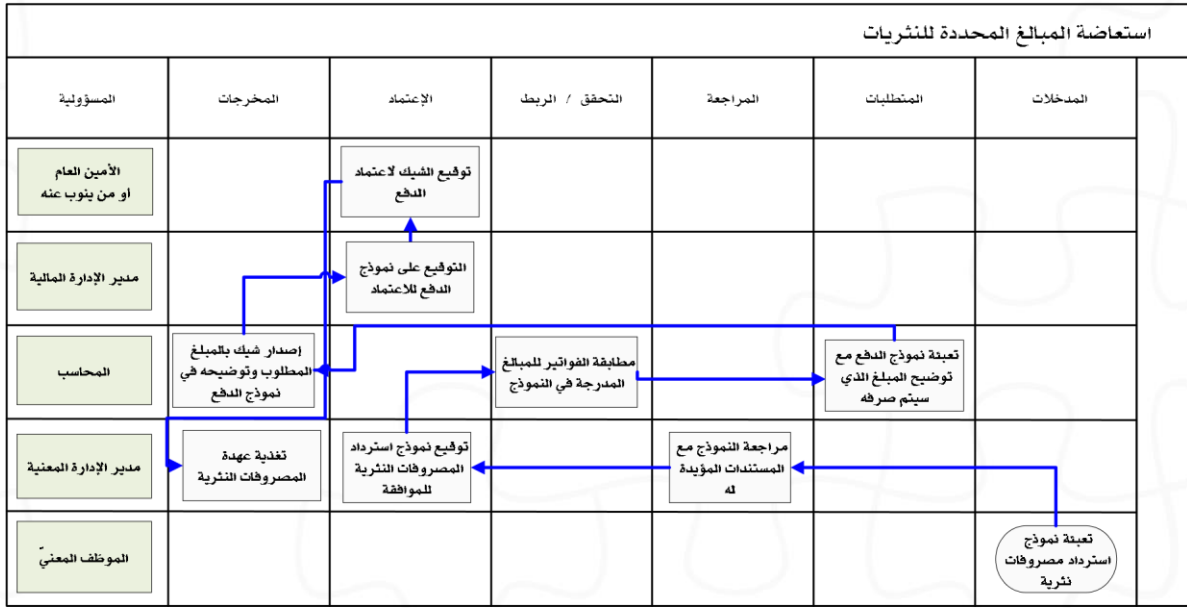 استعاضة المبالغ المحددة للنثريات
المدخلات
المتطلبات
المراجعة
التحقق / الربط
الإعتماد
المخرجات
المسؤولية
توقيع الشيك لاعتماد
الدفع
الأمين العام
او من ينوب عنه
التوقيع على نموذج
الدفع للاعتماد
مدير الإدارة المالية
تعبئة نموذج الدفع مع
توضيح المبلغ الذي
سيتم صرفه
مطابقة الفواتير للمبالغ
المدرجة في النموذج
إصدار شيك بالمبلغ
المطلوب وتوضيحه في
نموذج الدفع
المحاسب
مراجعة النموذج مع
المستندات المؤيدة
له
توقيع نموذج استرداد
المصروفات النثرية
للموافقة
تغذية عهدة
المصروفات النثرية
مدير الإدارة المعنية
تعبئة نموذج
استرداد مصروفات
نثرية
الموظف المعنيّ